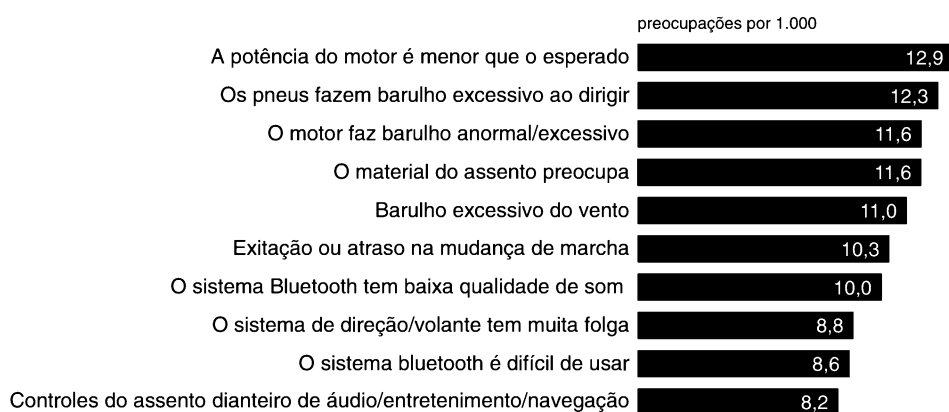 preocupações por 1.000
A potência do motor é menor que o esperado 12,9
Os pneus fazem barulho excessivo ao dirigir 12,3
O motor faz barulho anormal/excessivo 11,6
O material do assento preocupa 11,6
Barulho excessivo do vento 11,0
Exitação ou atraso na mudança de marcha 10,3
O sistema Bluetooth tem baixa qualidade de som 10,0
O sistema de direção/volante tem muita folga 8,8
O sistema bluetooth é difícil de usar 8,6
Controles do assento dianteiro de áudio/entretenimento/navegação 8,2